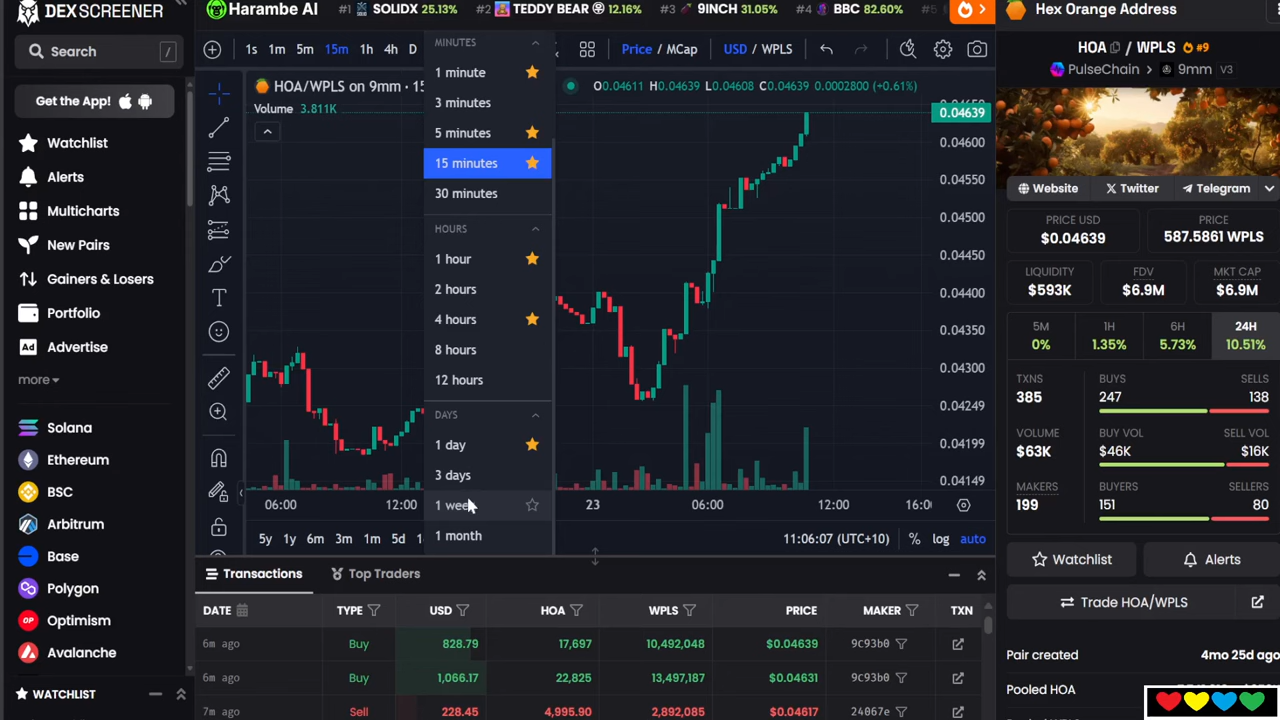 DEXSCREENER
Search
/
Get the App!
Watchlist
Alerts
Multicharts
New Pairs
Gainers & Losers
Portfolio
Ad Advertise
more
Solana
Ethereum
BSC
Arbitrum
Base
Polygon
OP Optimism
Avalanche
WATCHLIST
Harambe AI
#1 SOLIDX 25.13%
#2 TEDDY BEAR 12.16%
#3 9INCH 31.05%
#4 BBC 82.60%
#5
1s 1m 5m 15m 1h 4h D
Price / MCap
USD / WPLS
HOA/WPLS on 9mm · 15
O0.04611 H0.04639 L0.04608 C0.04639 0.0002800 (+0.61%)
Volume 3.811K
MINUTES
1 minute
3 minutes
5 minutes
15 minutes
30 minutes
HOURS
1 hour
2 hours
4 hours
8 hours
12 hours
DAYS
1 day
3 days
1 week
1 month
0.04639
0.04600
0.04550
0.04500
0.04450
0.04400
0.04350
0.04300
0.04249
0.04199
0.04149
06:00 12:00 23 06:00 12:00 16:00
5y 1y 6m 3m 1m 5d
11:06:07 (UTC+10) % log auto
Transactions
Top Traders
DATE TYPE USD HOA WPLS PRICE MAKER TXN
6m ago Buy 828.79 17,697 10,492,048 $0.04639 9c93b0
6m ago Buy 1,066.17 22,825 13,497,187 $0.04631 9c93b0
7m ago Sell 228.45 4,995.90 2,892,085 $0.04617 24067e
Hex Orange Address
HOA / WPLS #9
PulseChain > 9mm V3
Website
Twitter
Telegram
PRICE USD
$0.04639
PRICE
587.5861 WPLS
LIQUIDITY
$593K
FDV
$6.9M
MKT CAP
$6.9M
5M
0%
1H
1.35%
6H
5.73%
24H
10.51%
TXNS
385
BUYS
247
SELLS
138
VOLUME
$63K
BUY VOL
$46K
SELL VOL
$16K
MAKERS
199
BUYERS
151
SELLERS
80
Watchlist
Alerts
Trade HOA/WPLS
Pair created 4mo 25d ago
Pooled HOA